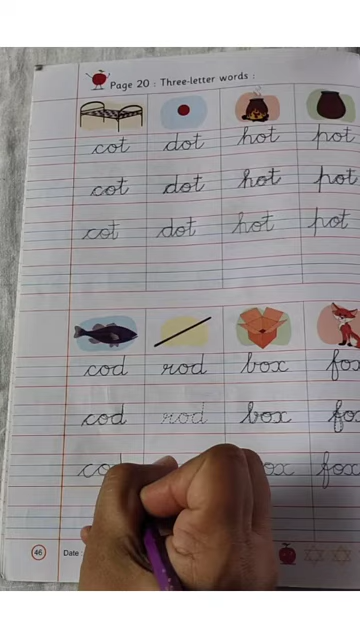 Page 20 : Three-letter words :
cot dot hot pot
cot dot hot pot
cot dot hot pot
cod rod box fox
cod rod box fox
fox
46 Date :